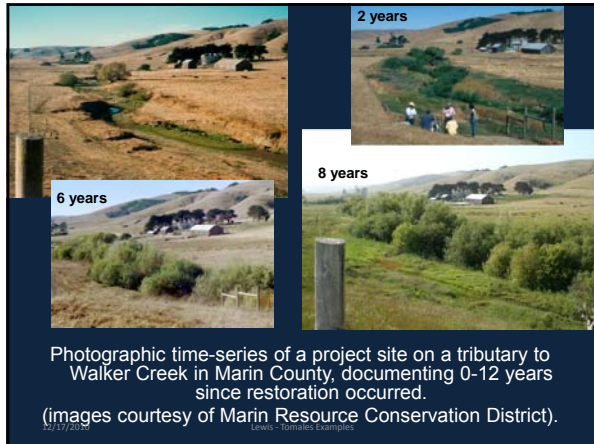 2 years
8 years
6 years
Photographic time-series of a project site on a tributary to
Walker Creek in Marin County, documenting 0-12 years
since restoration occurred.
(images courtesy of Marin Resource Conservation District).
12/17/2010
Lewis - Tomales Examples